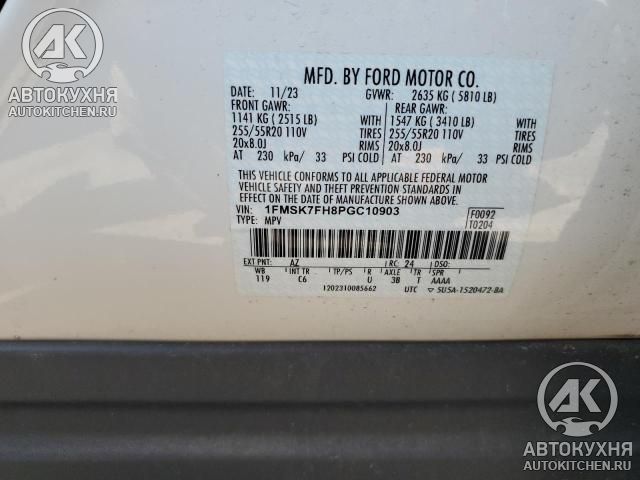 АК
АВТОКУХНЯ
AUTOKITCHEN.RU
MFD. BY FORD MOTOR CO.
DATE: 11/23 GVWR: 2635 KG ( 5810 LB)
FRONT GAWR: REAR GAWR:
1141 KG ( 2515 LB) WITH 1547 KG ( 3410 LB) WITH
255/55R20 110V TIRES 255/55R20 110V TIRES
20x8.0J RIMS 20x8.0J RIMS
AT 230 kPa/ 33 PSI COLD AT 230 kPa/ 33 PSI COLD
THIS VEHICLE CONFORMS TO ALL APPLICABLE FEDERAL MOTOR
VEHICLE SAFETY AND THEFT PREVENTION STANDARDS IN
EFFECT ON THE DATE OF MANUFACTURE SHOWN ABOVE.
VIN: 1FMSK7FH8PGC10903 F0092
TYPE: MPV T0204
EXT PNT: AZ RC: 24 DSO:
WB INT TR TP/PS R AXLE TR SPR
119 C6 U 3B T AAAA
1202310085662 UTC ▽ 5U5A-1520472-BA
АК
АВТОКУХНЯ
AUTOKITCHEN.RU